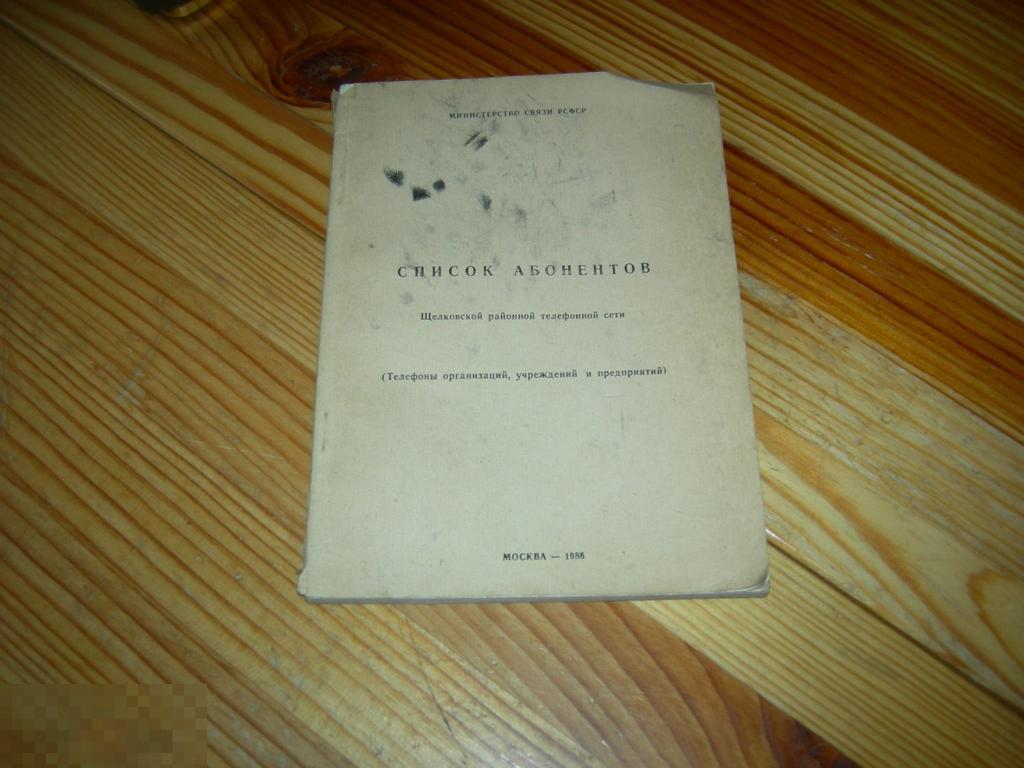 МИНИСТЕРСТВО СВЯЗИ РСФСР
СПИСОК АБОНЕНТОВ
Щелковской районной телефонной сети
(Телефоны организаций, учреждений и предприятий)
МОСКВА — 1986